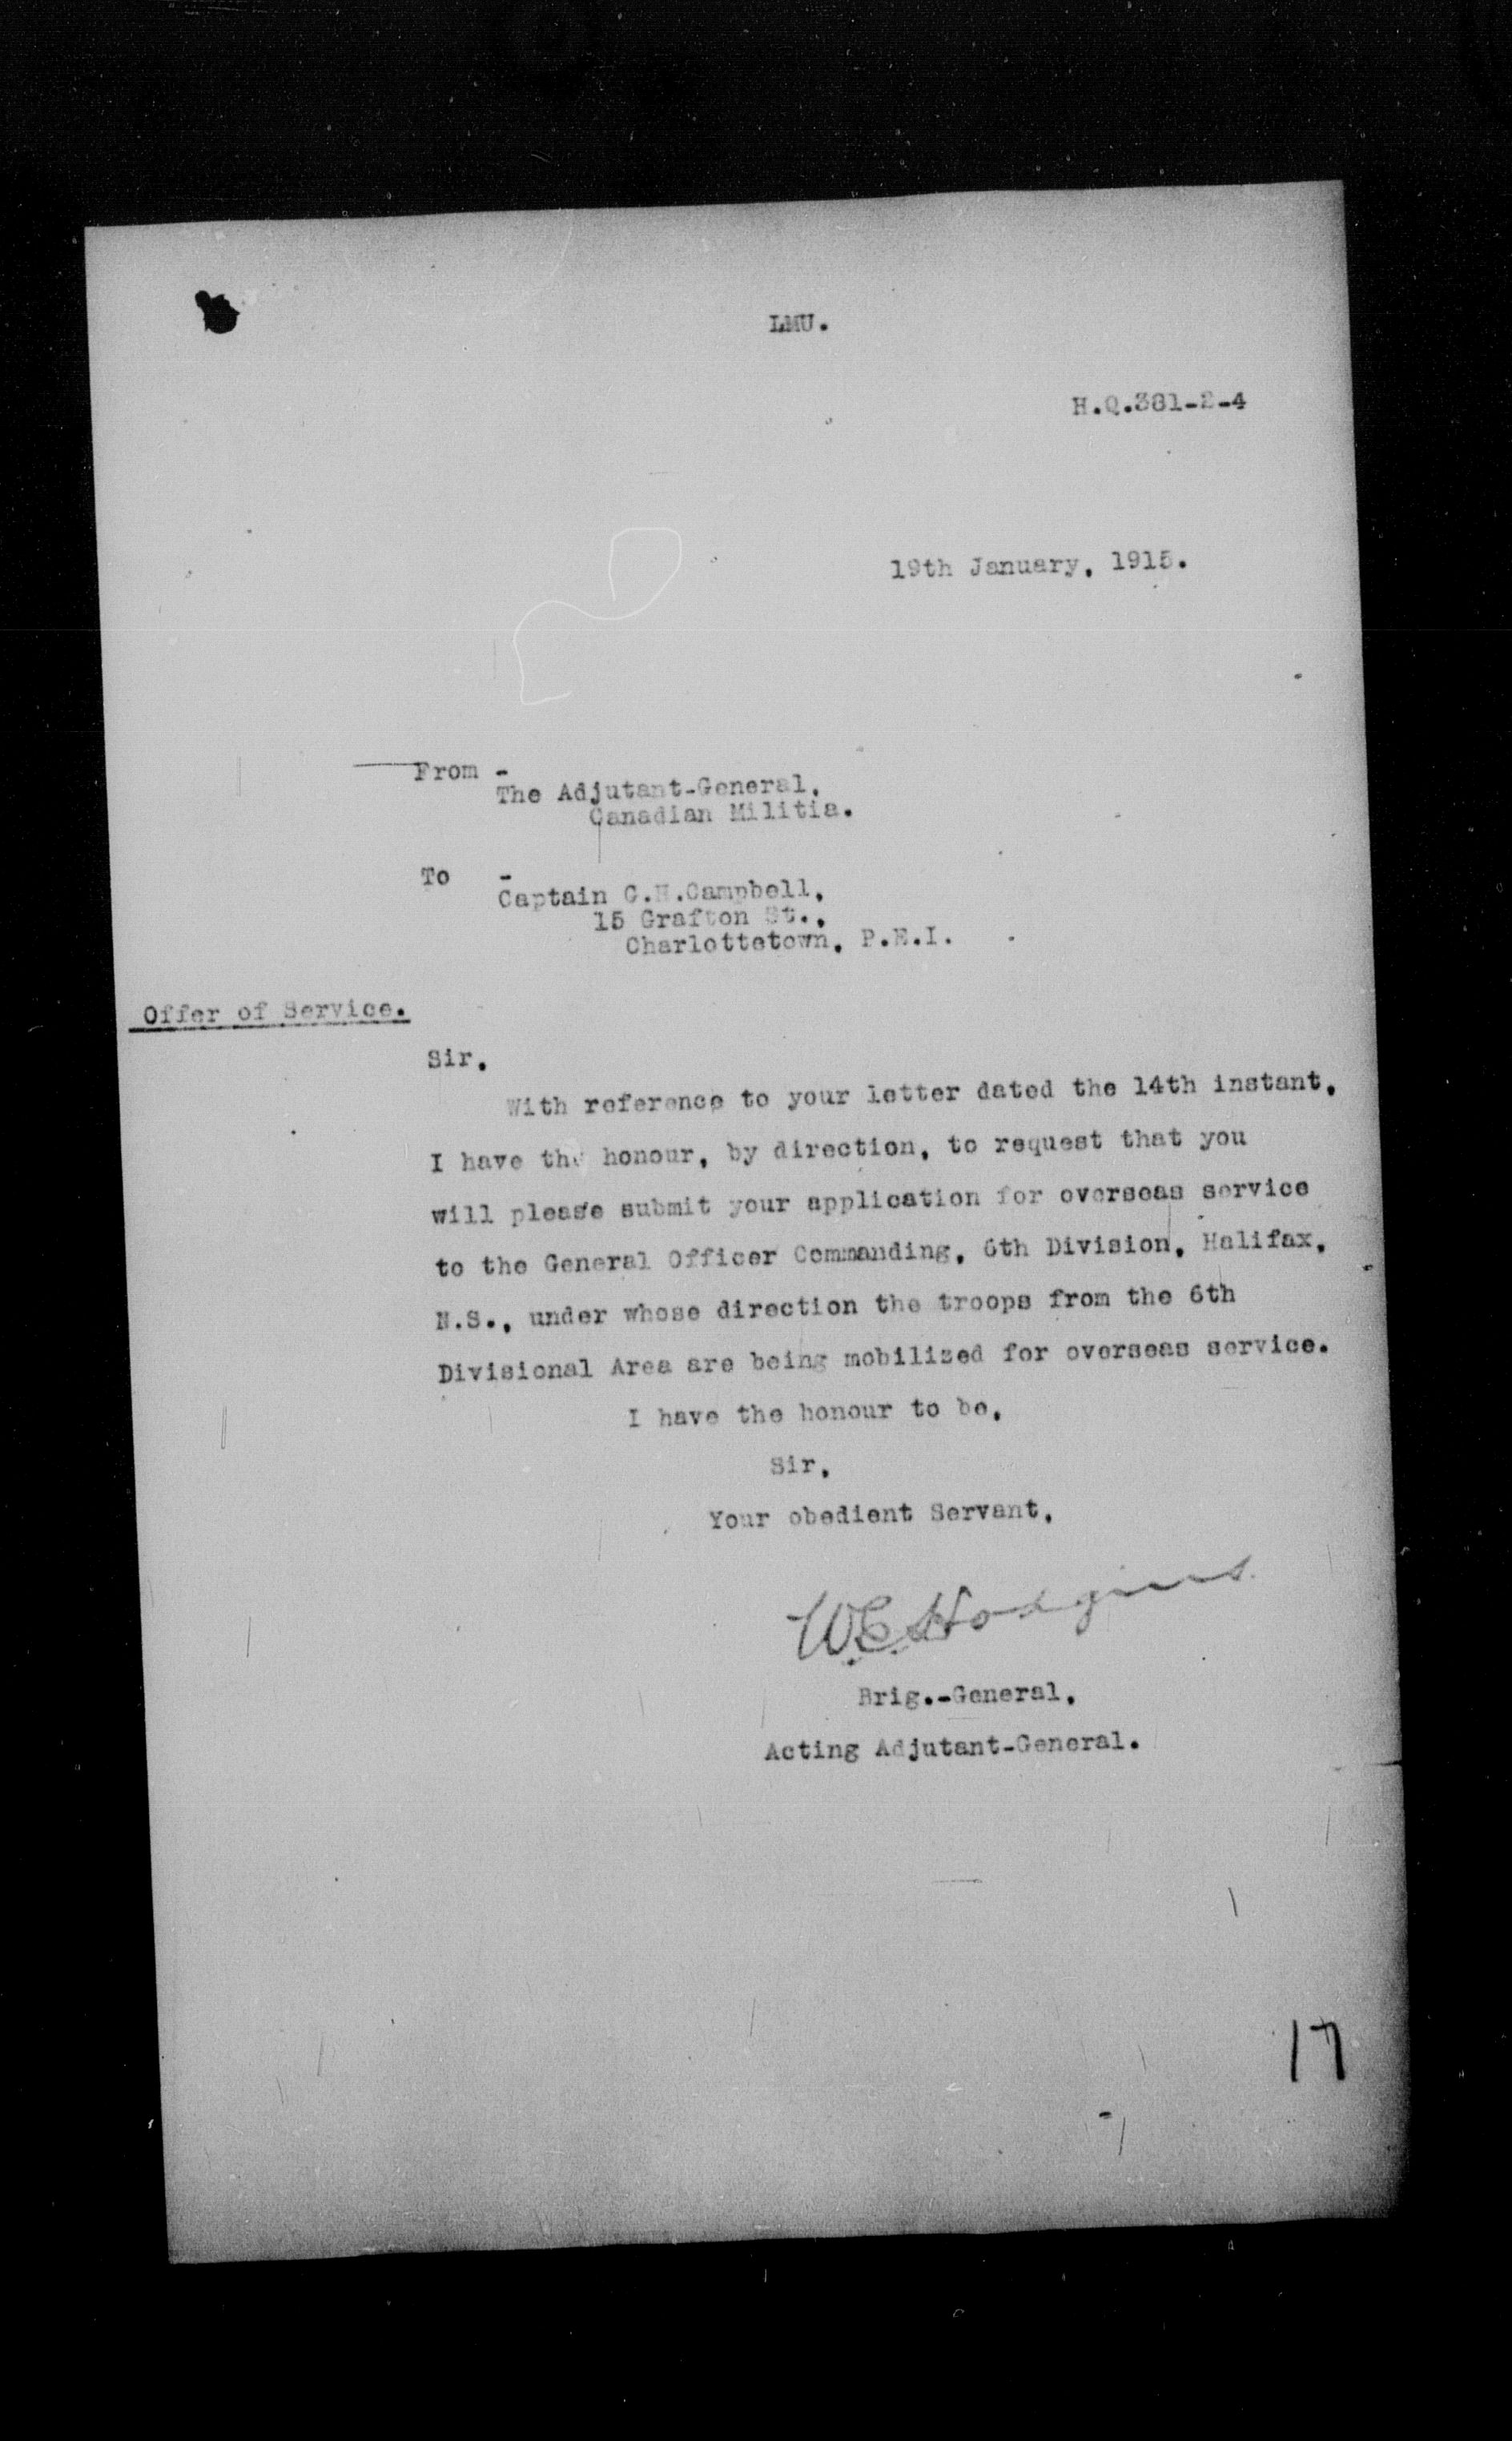 LMU.
H.Q.381-2-4
19th January, 1915.
From -
The Adjutant-General,
Canadian Militia.
To -
Captain C.H.Campbell,
15 Grafton St.,
Charlottetown, P.E.I.
Offer of Service.
Sir,
With reference to your letter dated the 14th instant,
I have the honour, by direction, to request that you
will please submit your application for overseas service
to the General Officer Commanding, 6th Division, Halifax,
N.S., under whose direction the troops from the 6th
Divisional Area are being mobilized for overseas service.
I have the honour to be,
Sir,
Your obedient Servant,
W.E. Hodgins
Brig.-General,
Acting Adjutant-General.
17